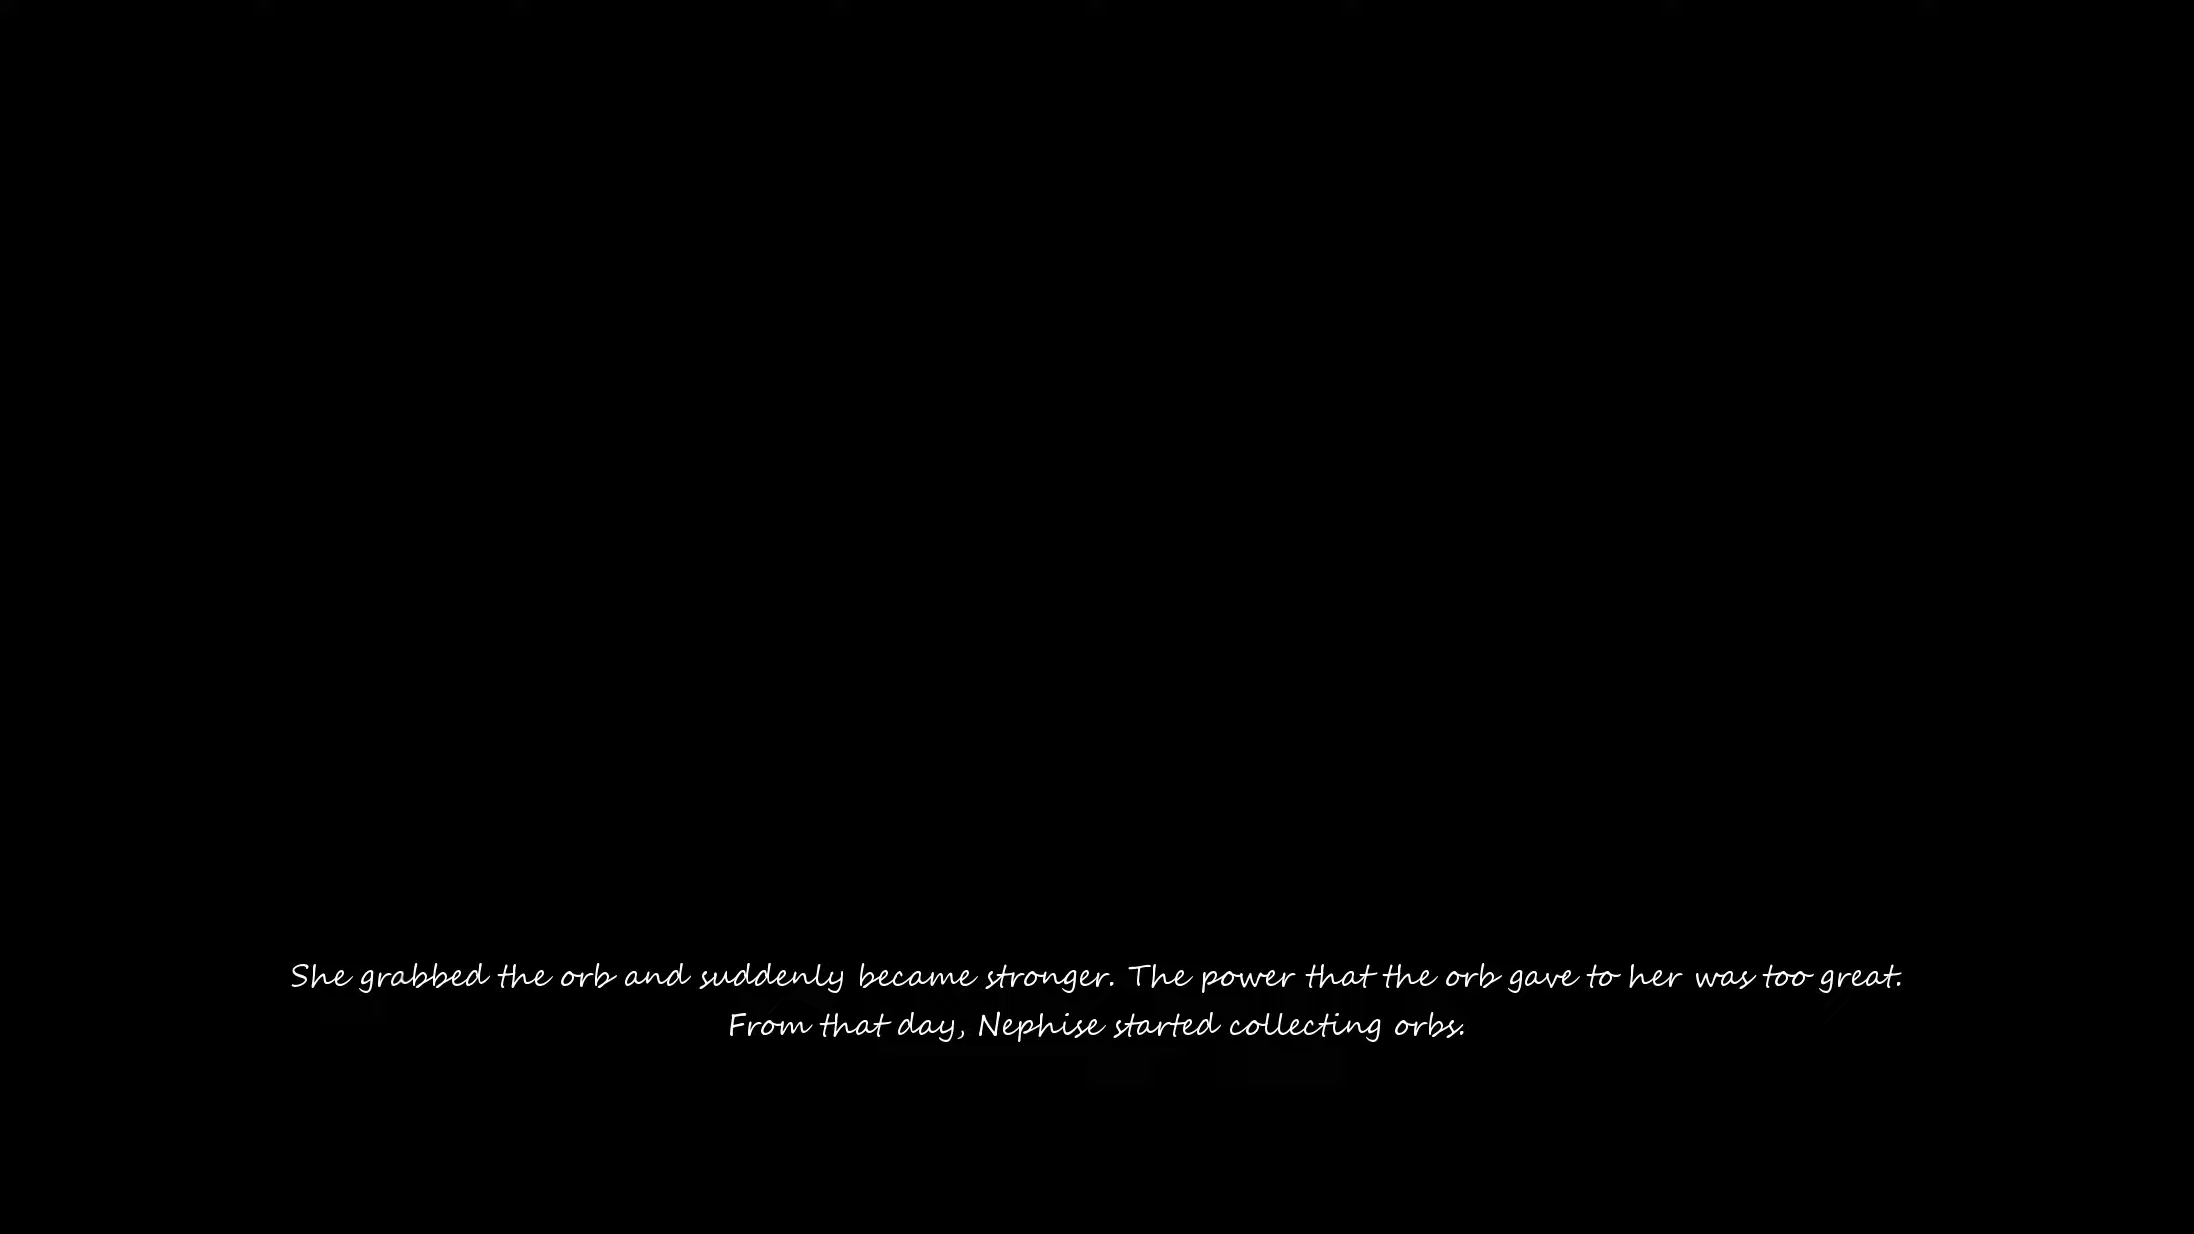 She grabbed the orb and suddenly became stronger. The power that the orb gave to her was too great.
From that day, Nephise started collecting orbs.